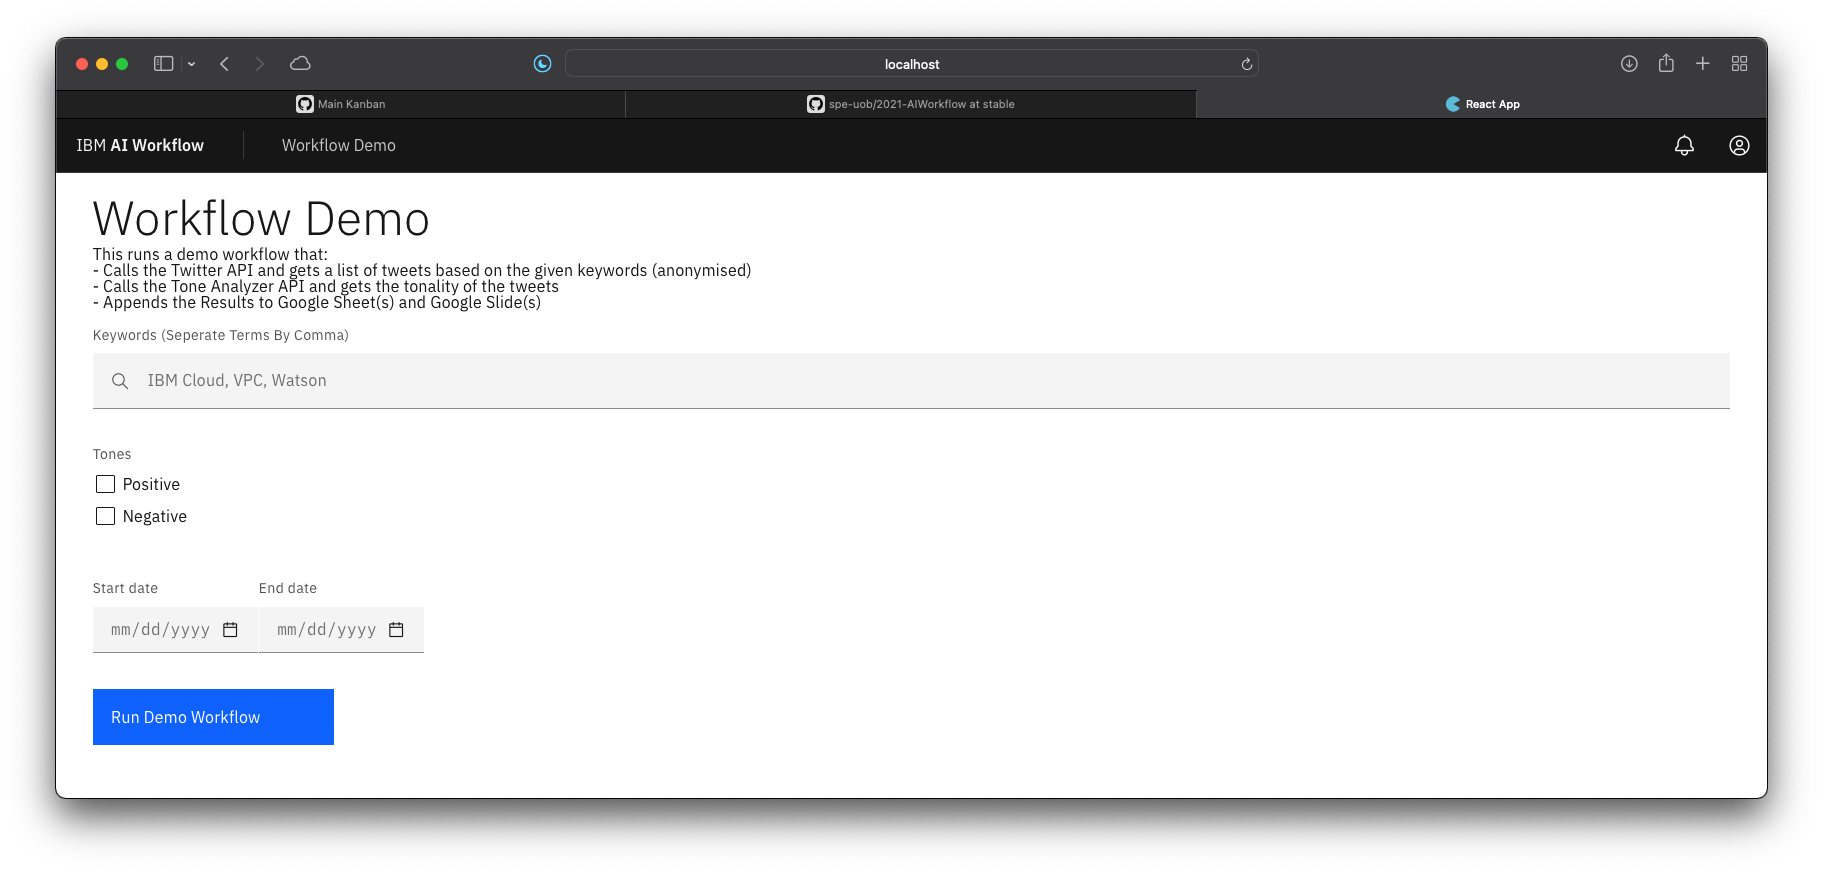 localhost
Main Kanban
spe-uob/2021-AIWorkflow at stable
React App
IBM AI Workflow
Workflow Demo
Workflow Demo
This runs a demo workflow that:
- Calls the Twitter API and gets a list of tweets based on the given keywords (anonymised)
- Calls the Tone Analyzer API and gets the tonality of the tweets
- Appends the Results to Google Sheet(s) and Google Slide(s)
Keywords (Seperate Terms By Comma)
IBM Cloud, VPC, Watson
Tones
Positive
Negative
Start date
End date
mm/dd/yyyy
mm/dd/yyyy
Run Demo Workflow